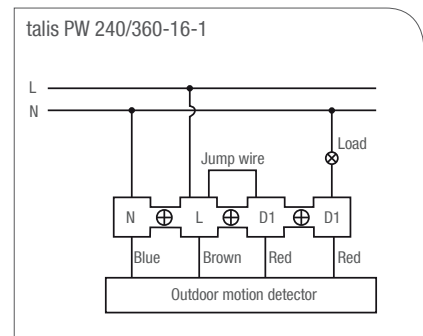 talis PW 240/360-16-1
L
N
Load
Jump wire
N L D1 D1
Blue Brown Red Red
Outdoor motion detector